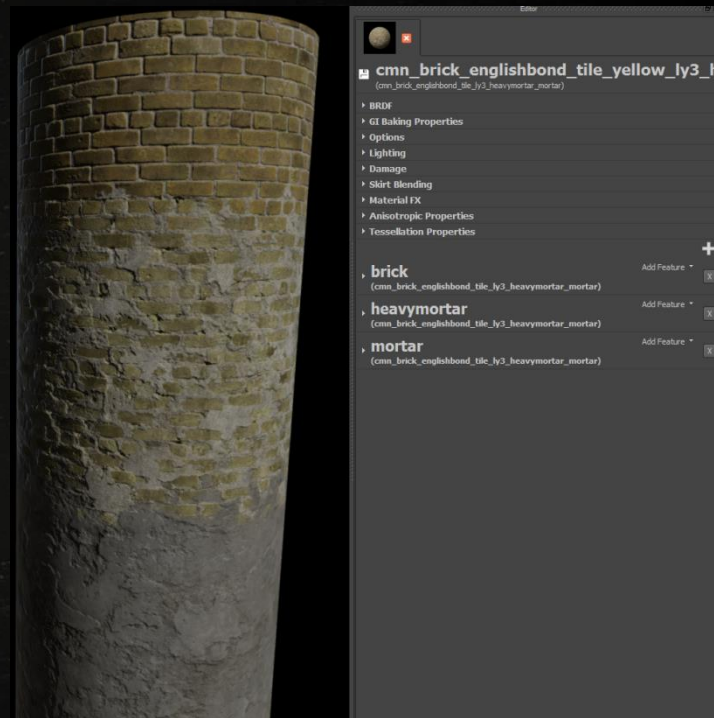 Editor
cmn_brick_englishbond_tile_yellow_ly3_h
(cmn_brick_englishbond_tile_ly3_heavymortar_mortar)
BRDF
GI Baking Properties
Options
Lighting
Damage
Skirt Blending
Material FX
Anisotropic Properties
Tessellation Properties
+
brick Add Feature
(cmn_brick_englishbond_tile_ly3_heavymortar_mortar) X
heavymortar Add Feature
(cmn_brick_englishbond_tile_ly3_heavymortar_mortar) X
mortar Add Feature
(cmn_brick_englishbond_tile_ly3_heavymortar_mortar) X